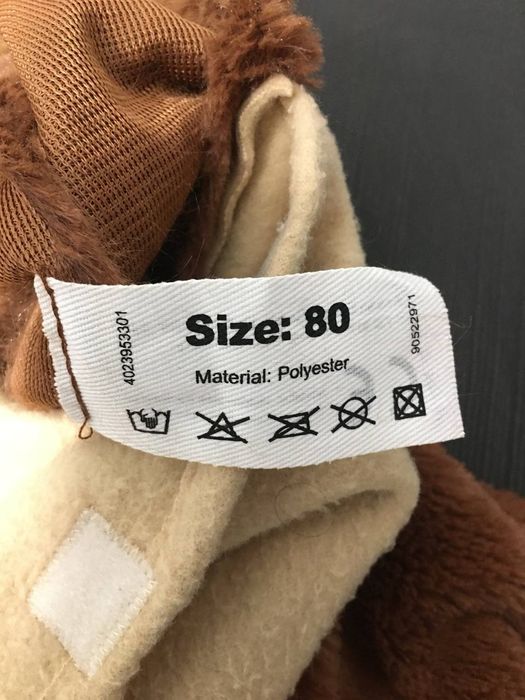 4023953301
Size: 80
Material: Polyester
90522971